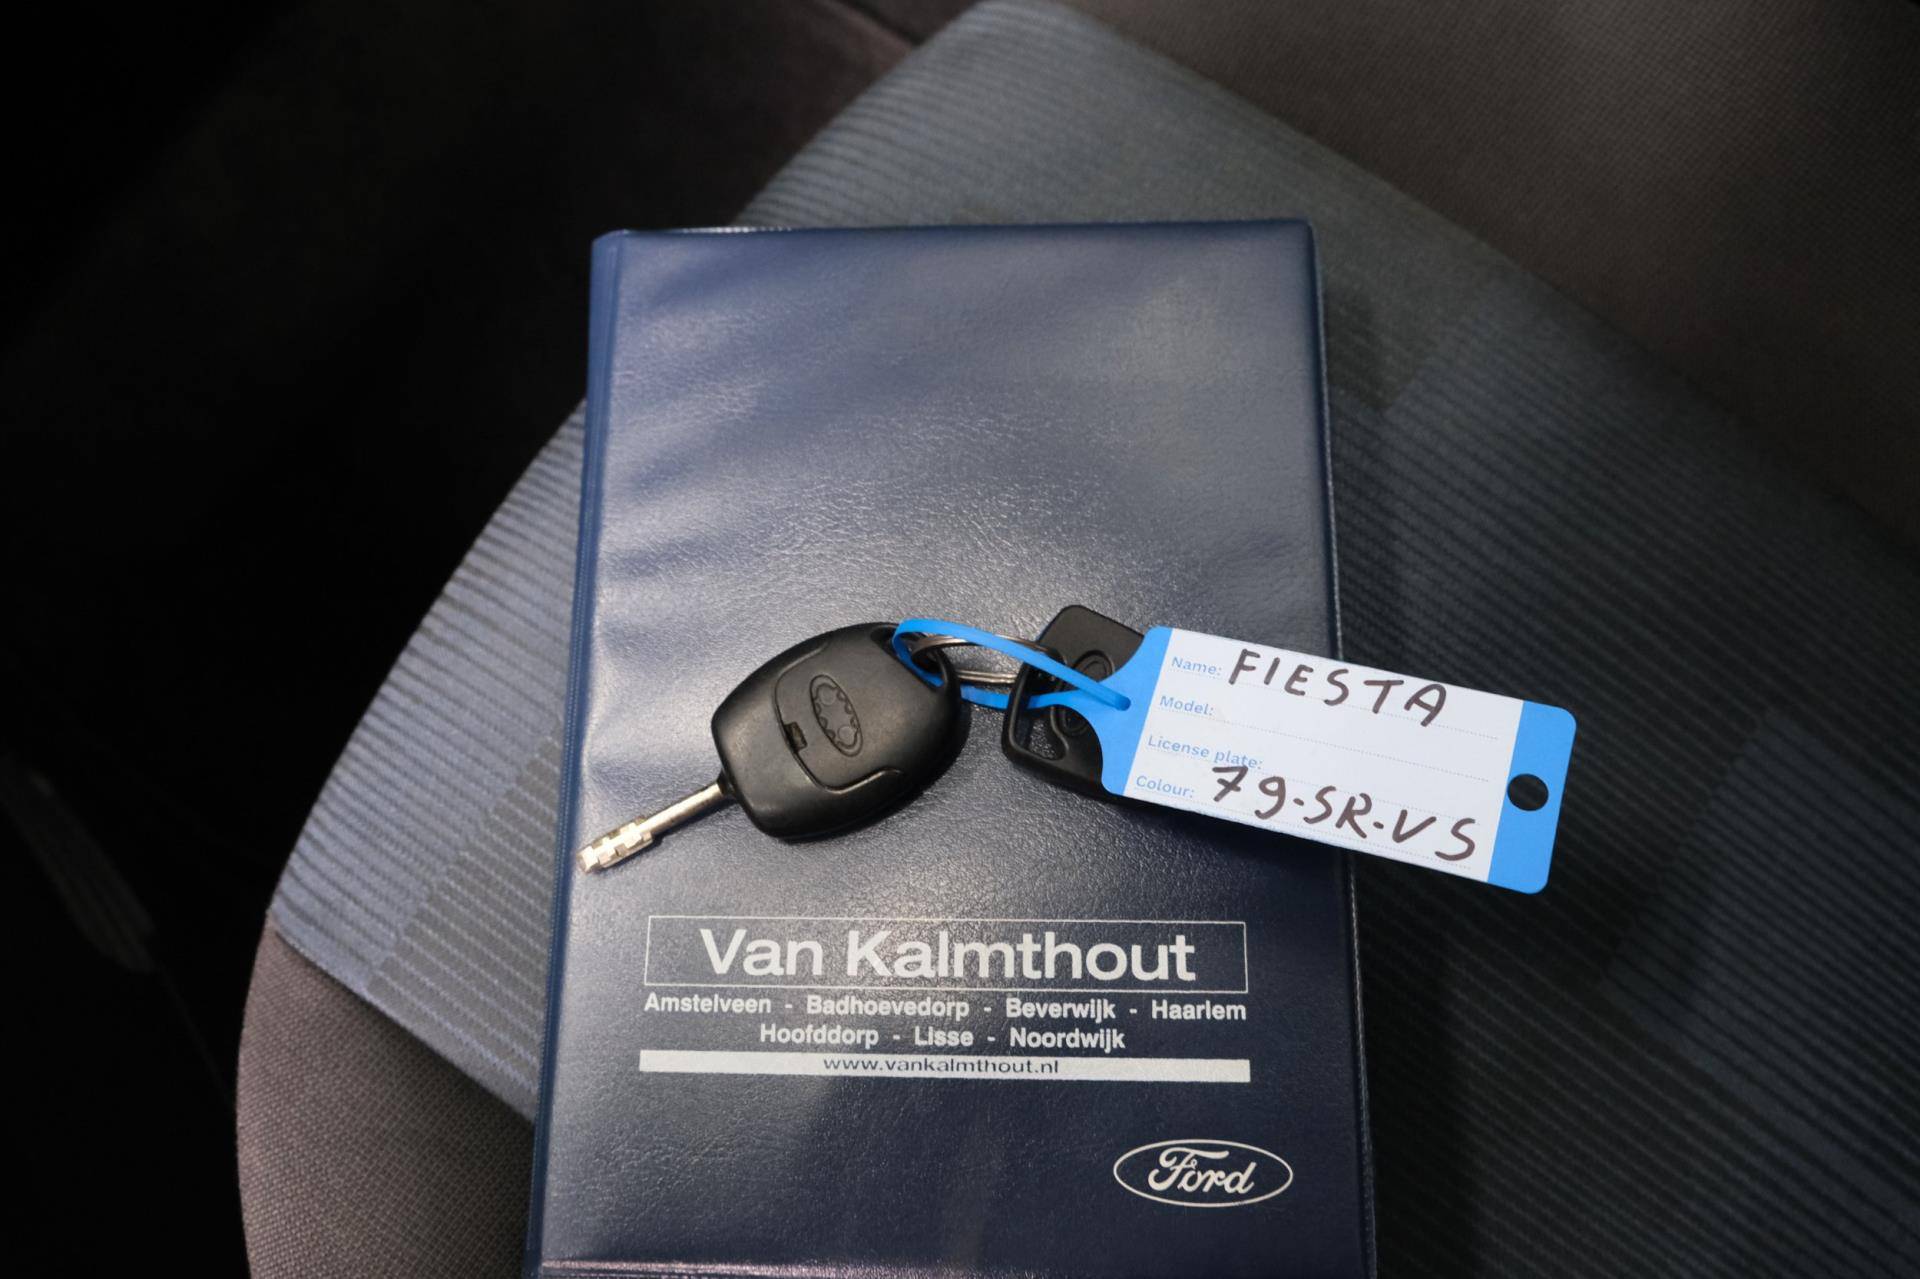 Name: FIESTA
Model:
License plate:
Colour: 79-SR-VS
Van Kalmthout
Amstelveen - Badhoevedorp - Beverwijk - Haarlem
Hoofddorp - Lisse - Noordwijk
www.vankalmthout.nl
Ford